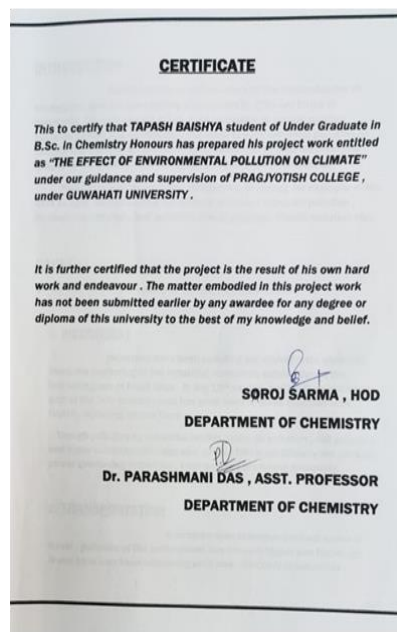 CERTIFICATE
This to certify that TAPASH BAISHYA student of Under Graduate in
B.Sc. in Chemistry Honours has prepared his project work entitled
as "THE EFFECT OF ENVIRONMENTAL POLLUTION ON CLIMATE"
under our guidance and supervision of PRAGJYOTISH COLLEGE ,
under GUWAHATI UNIVERSITY .
It is further certified that the project is the result of his own hard
work and endeavour . The matter embodied in this project work
has not been submitted earlier by any awardee for any degree or
diploma of this university to the best of my knowledge and belief.
SOROJ SARMA , HOD
DEPARTMENT OF CHEMISTRY
PD
Dr. PARASHMANI DAS , ASST. PROFESSOR
DEPARTMENT OF CHEMISTRY